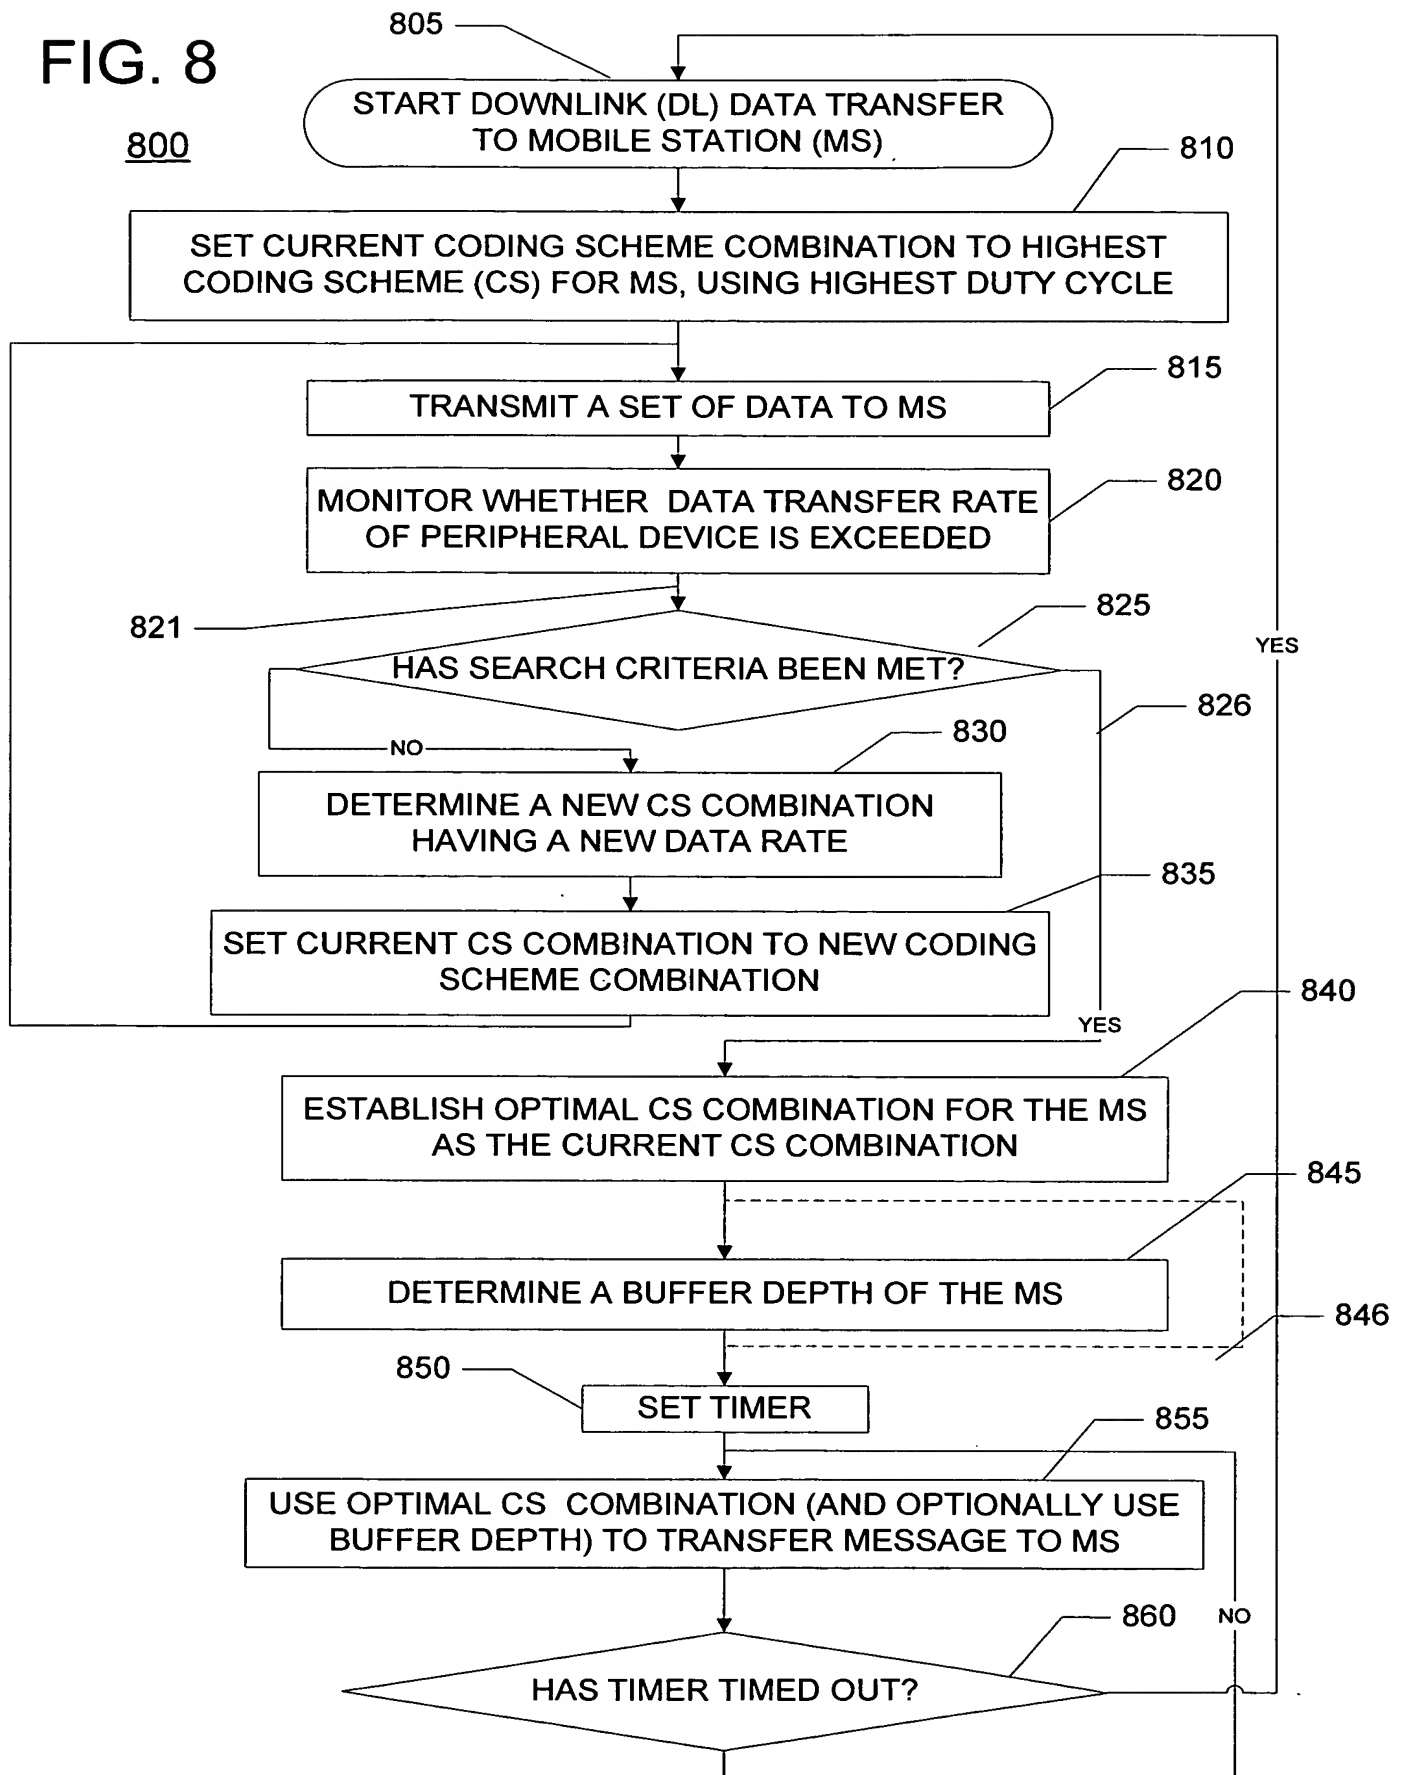 FIG. 8
800
805
START DOWNLINK (DL) DATA TRANSFER
TO MOBILE STATION (MS)
810
SET CURRENT CODING SCHEME COMBINATION TO HIGHEST
CODING SCHEME (CS) FOR MS, USING HIGHEST DUTY CYCLE
815
TRANSMIT A SET OF DATA TO MS
820
MONITOR WHETHER DATA TRANSFER RATE
OF PERIPHERAL DEVICE IS EXCEEDED
821
825
HAS SEARCH CRITERIA BEEN MET?
YES
826
NO
830
DETERMINE A NEW CS COMBINATION
HAVING A NEW DATA RATE
835
SET CURRENT CS COMBINATION TO NEW CODING
SCHEME COMBINATION
YES
840
ESTABLISH OPTIMAL CS COMBINATION FOR THE MS
AS THE CURRENT CS COMBINATION
845
DETERMINE A BUFFER DEPTH OF THE MS
846
850
SET TIMER
855
USE OPTIMAL CS COMBINATION (AND OPTIONALLY USE
BUFFER DEPTH) TO TRANSFER MESSAGE TO MS
860
NO
HAS TIMER TIMED OUT?